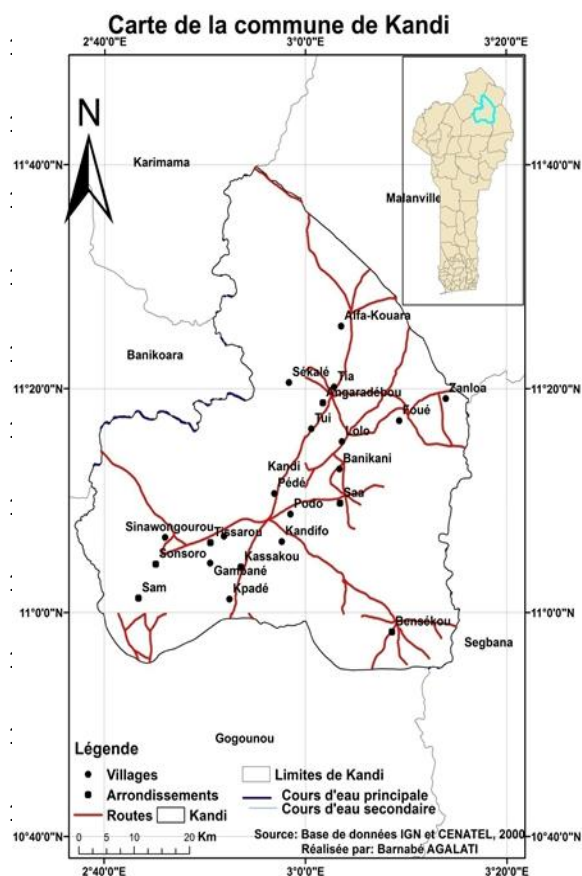 Carte de la commune de Kandi
2°40'0"E 3°0'0"E 3°20'0"E
N
11°40'0"N 11°40'0"N
Karimama
Malanville
Alfa-Kouara
Banikoara
Sékalé
Tia
11°20'0"N 11°20'0"N
Angaradébou
Zanloa
Foué
Tui
Lolo
Kandi
Banikani
Pédé
Saa
Podo
Sinawongourou
Tissarou
Kandifo
Sonsoro
Kassakou
Gambané
Sam
Kpadé
11°0'0"N 11°0'0"N
Bensékou
Segbana
Gogounou
Légende
Villages
Arrondissements
Routes
Kandi
Limites de Kandi
Cours d'eau principale
Cours d'eau secondaire
0 5 10 20 Km
Source: Base de données IGN et CENATEL, 2000
Réalisée par: Barnabé AGALATI
10°40'0"N 10°40'0"N
2°40'0"E 3°0'0"E 3°20'0"E